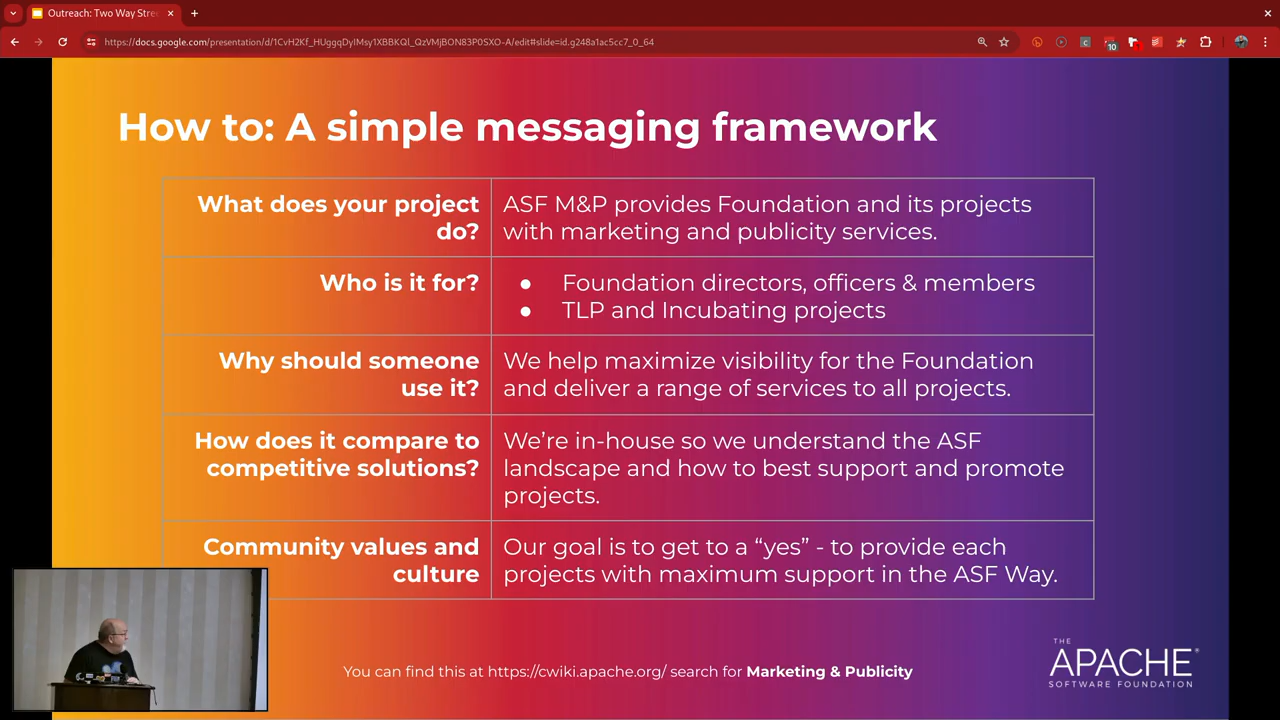 Outreach: Two Way Stre
https://docs.google.com/presentation/d/1CvH2Kf_HUggqDyIMsy1XBBKQl_QzVMjBON83P0SXO-A/edit#slide=id.g248a1ac5cc7_0_64
10
How to: A simple messaging framework
What does your project
do?
ASF M&P provides Foundation and its projects
with marketing and publicity services.
Who is it for?
● Foundation directors, officers & members
● TLP and Incubating projects
Why should someone
use it?
We help maximize visibility for the Foundation
and deliver a range of services to all projects.
How does it compare to
competitive solutions?
We’re in-house so we understand the ASF
landscape and how to best support and promote
projects.
Community values and
culture
Our goal is to get to a “yes” - to provide each
projects with maximum support in the ASF Way.
You can find this at https://cwiki.apache.org/ search for Marketing & Publicity
THE
APACHE®
SOFTWARE FOUNDATION